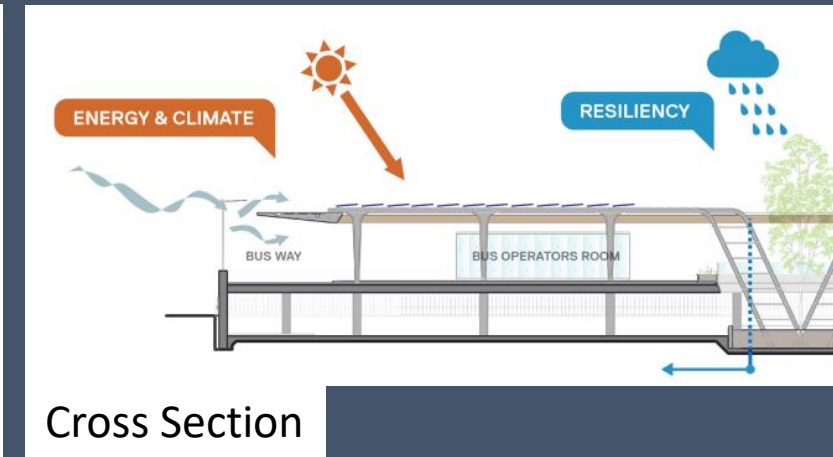 ENERGY & CLIMATE
RESILIENCY
BUS WAY
BUS OPERATORS ROOM
Cross Section